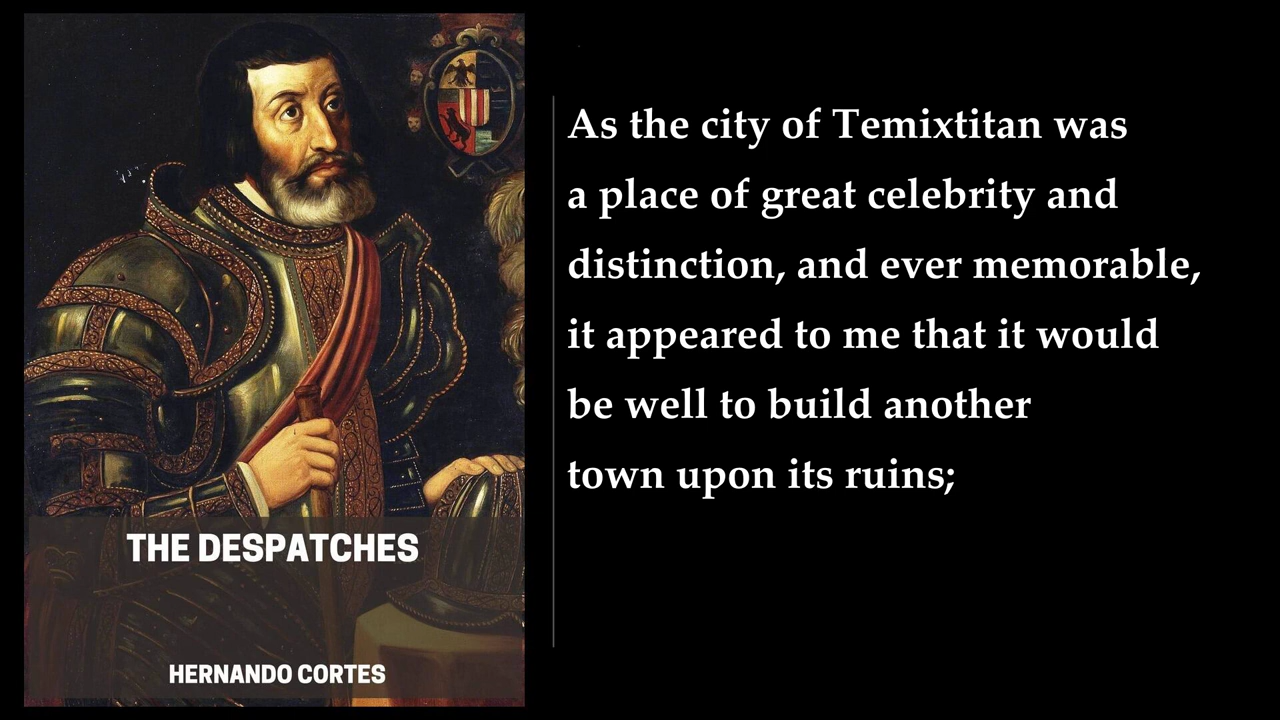 THE DESPATCHES
HERNANDO CORTES
As the city of Temixtitan was
a place of great celebrity and
distinction, and ever memorable,
it appeared to me that it would
be well to build another
town upon its ruins;